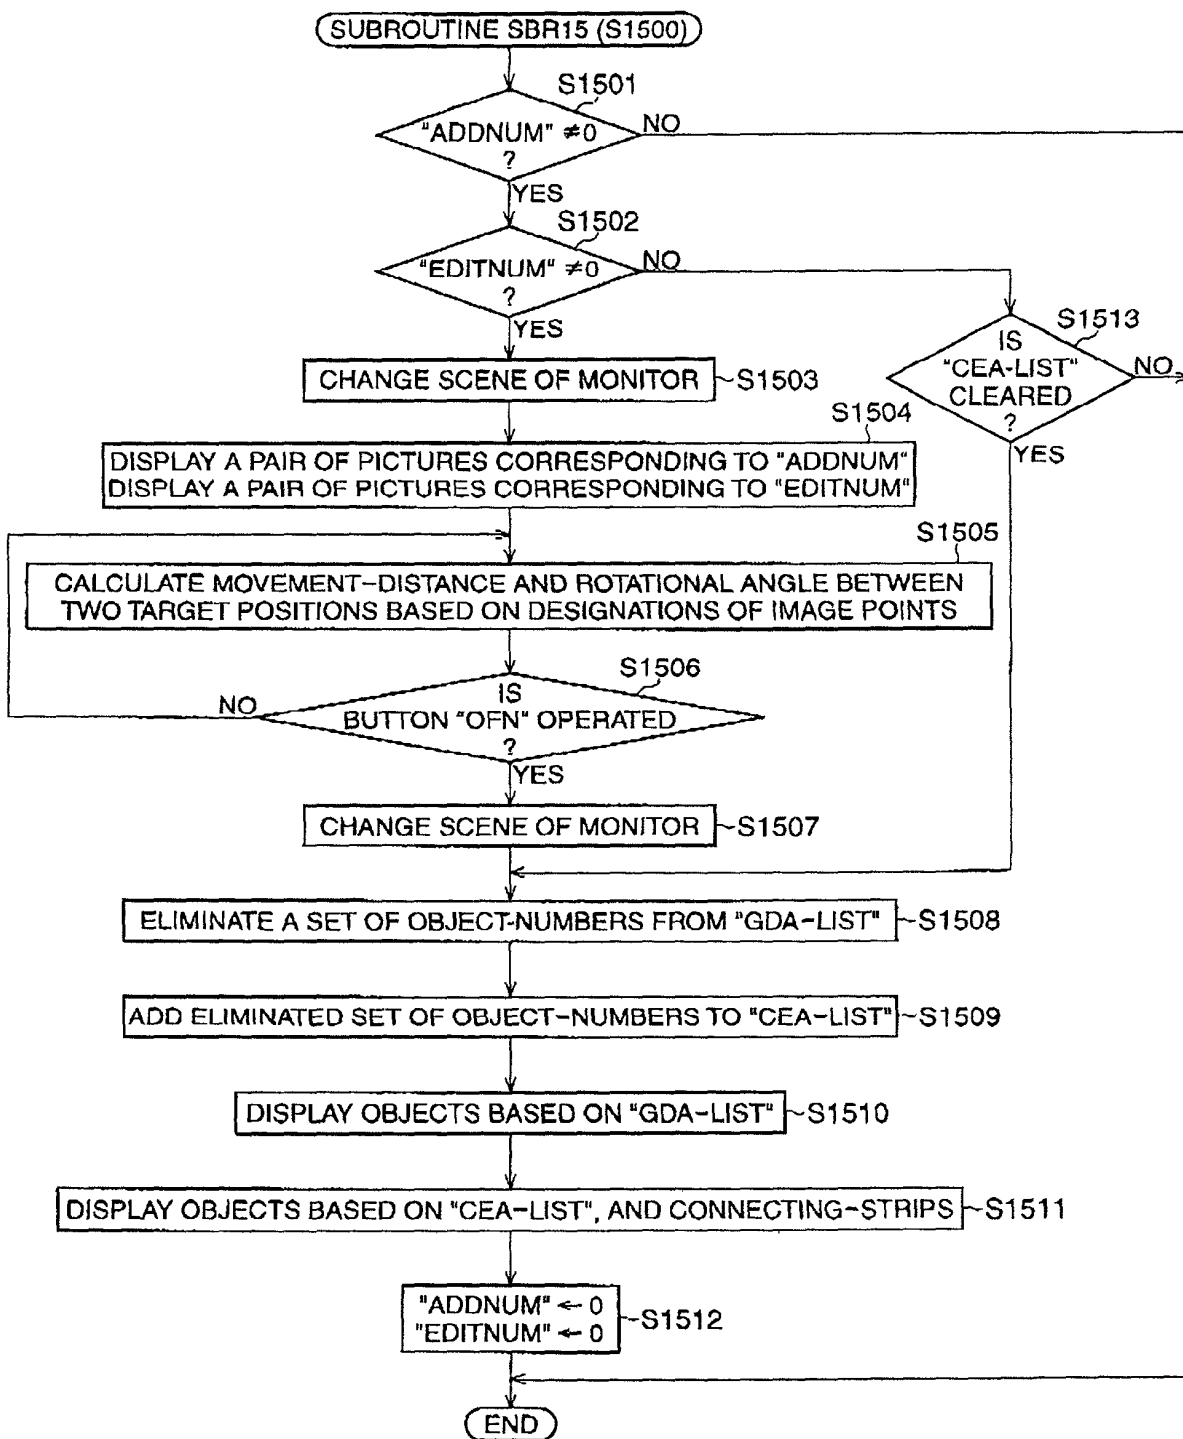 SUBROUTINE SBR15 (S1500)
S1501
"ADDNUM" ≠0
?
NO
YES
S1502
"EDITNUM" ≠0
?
NO
YES
S1513
IS
"CEA-LIST"
CLEARED
?
NO
YES
CHANGE SCENE OF MONITOR
S1503
S1504
DISPLAY A PAIR OF PICTURES CORRESPONDING TO "ADDNUM"
DISPLAY A PAIR OF PICTURES CORRESPONDING TO "EDITNUM"
S1505
CALCULATE MOVEMENT-DISTANCE AND ROTATIONAL ANGLE BETWEEN
TWO TARGET POSITIONS BASED ON DESIGNATIONS OF IMAGE POINTS
S1506
IS
BUTTON "OFN" OPERATED
?
NO
YES
CHANGE SCENE OF MONITOR
S1507
ELIMINATE A SET OF OBJECT-NUMBERS FROM "GDA-LIST"
S1508
ADD ELIMINATED SET OF OBJECT-NUMBERS TO "CEA-LIST"
S1509
DISPLAY OBJECTS BASED ON "GDA-LIST"
S1510
DISPLAY OBJECTS BASED ON "CEA-LIST", AND CONNECTING-STRIPS
S1511
"ADDNUM" ← 0
"EDITNUM" ← 0
S1512
END